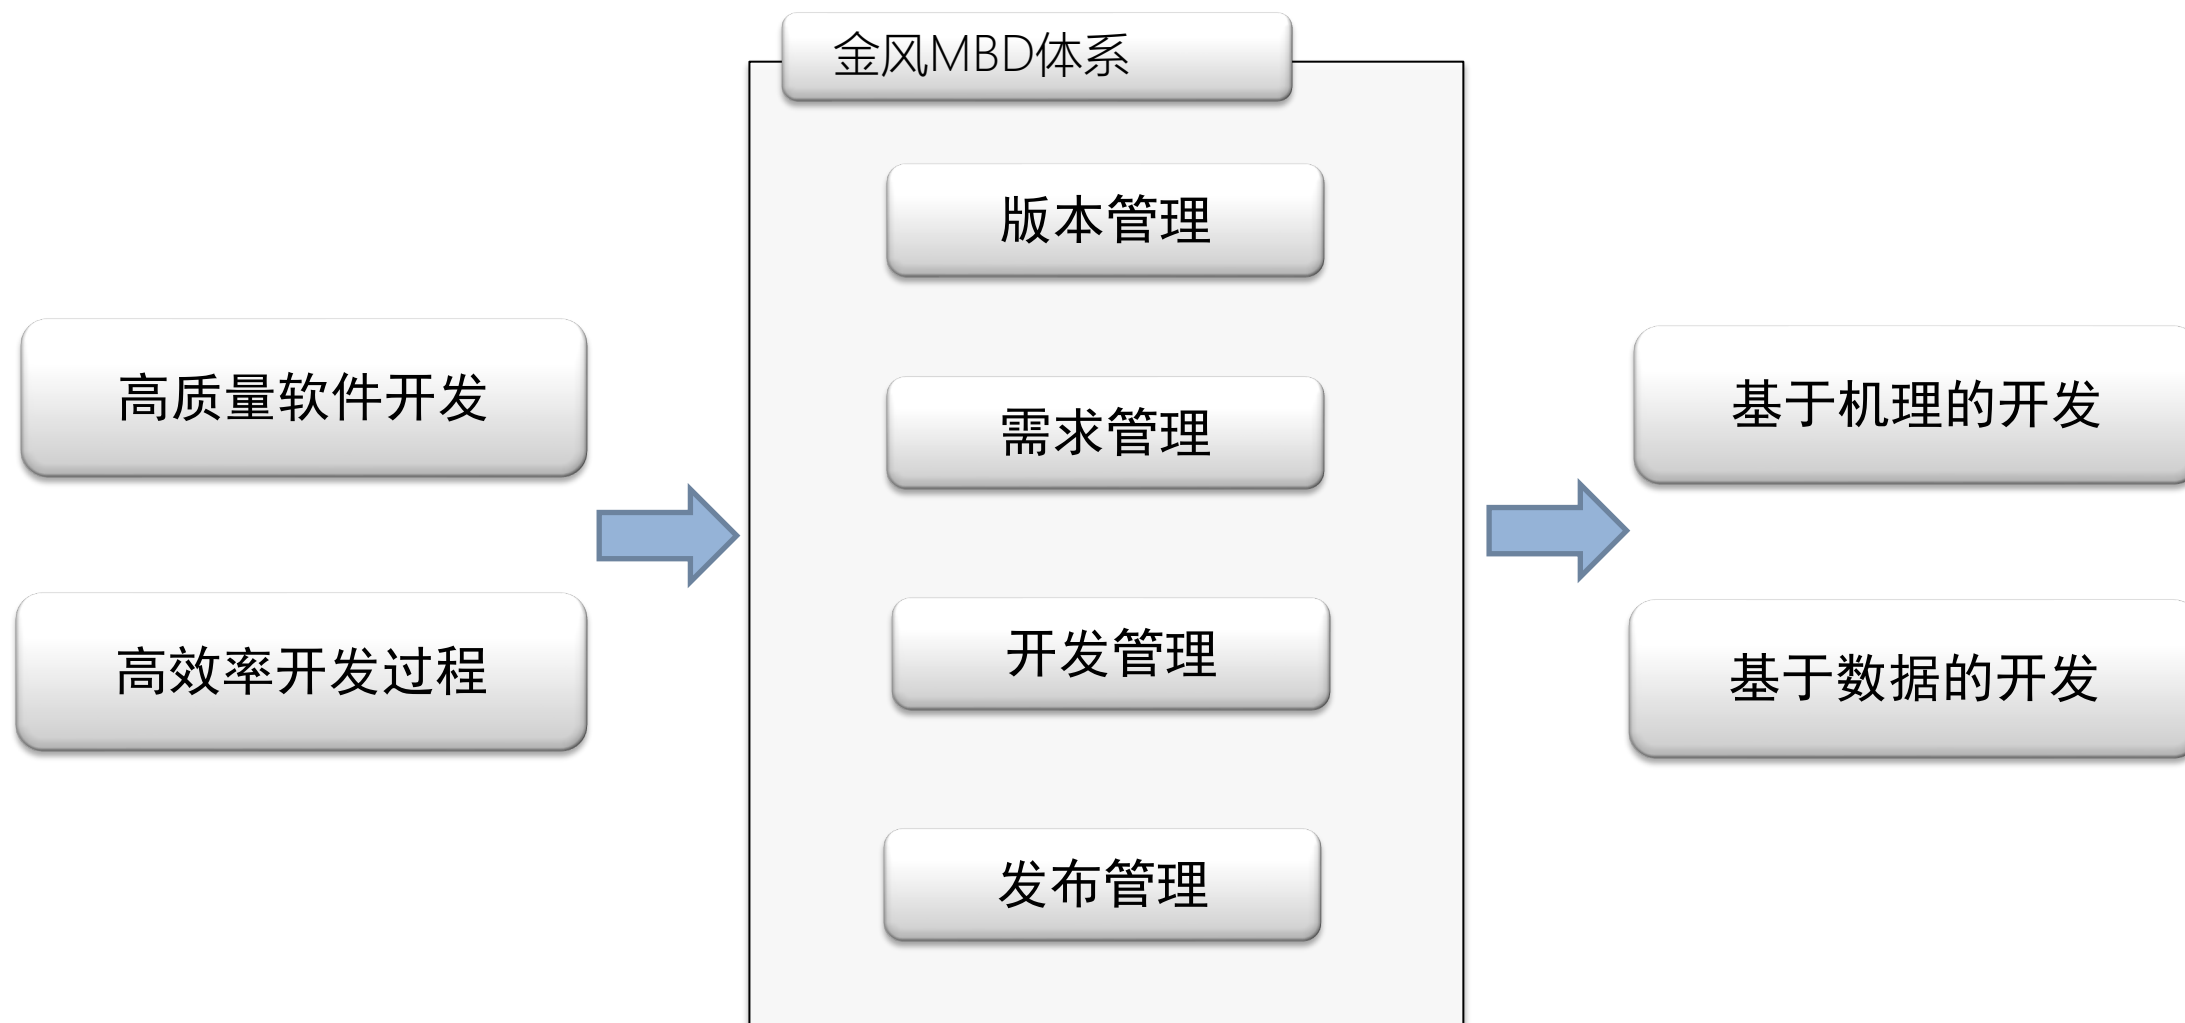 金风MBD体系
版本管理
需求管理
开发管理
发布管理
高质量软件开发
高效率开发过程
基于机理的开发
基于数据的开发